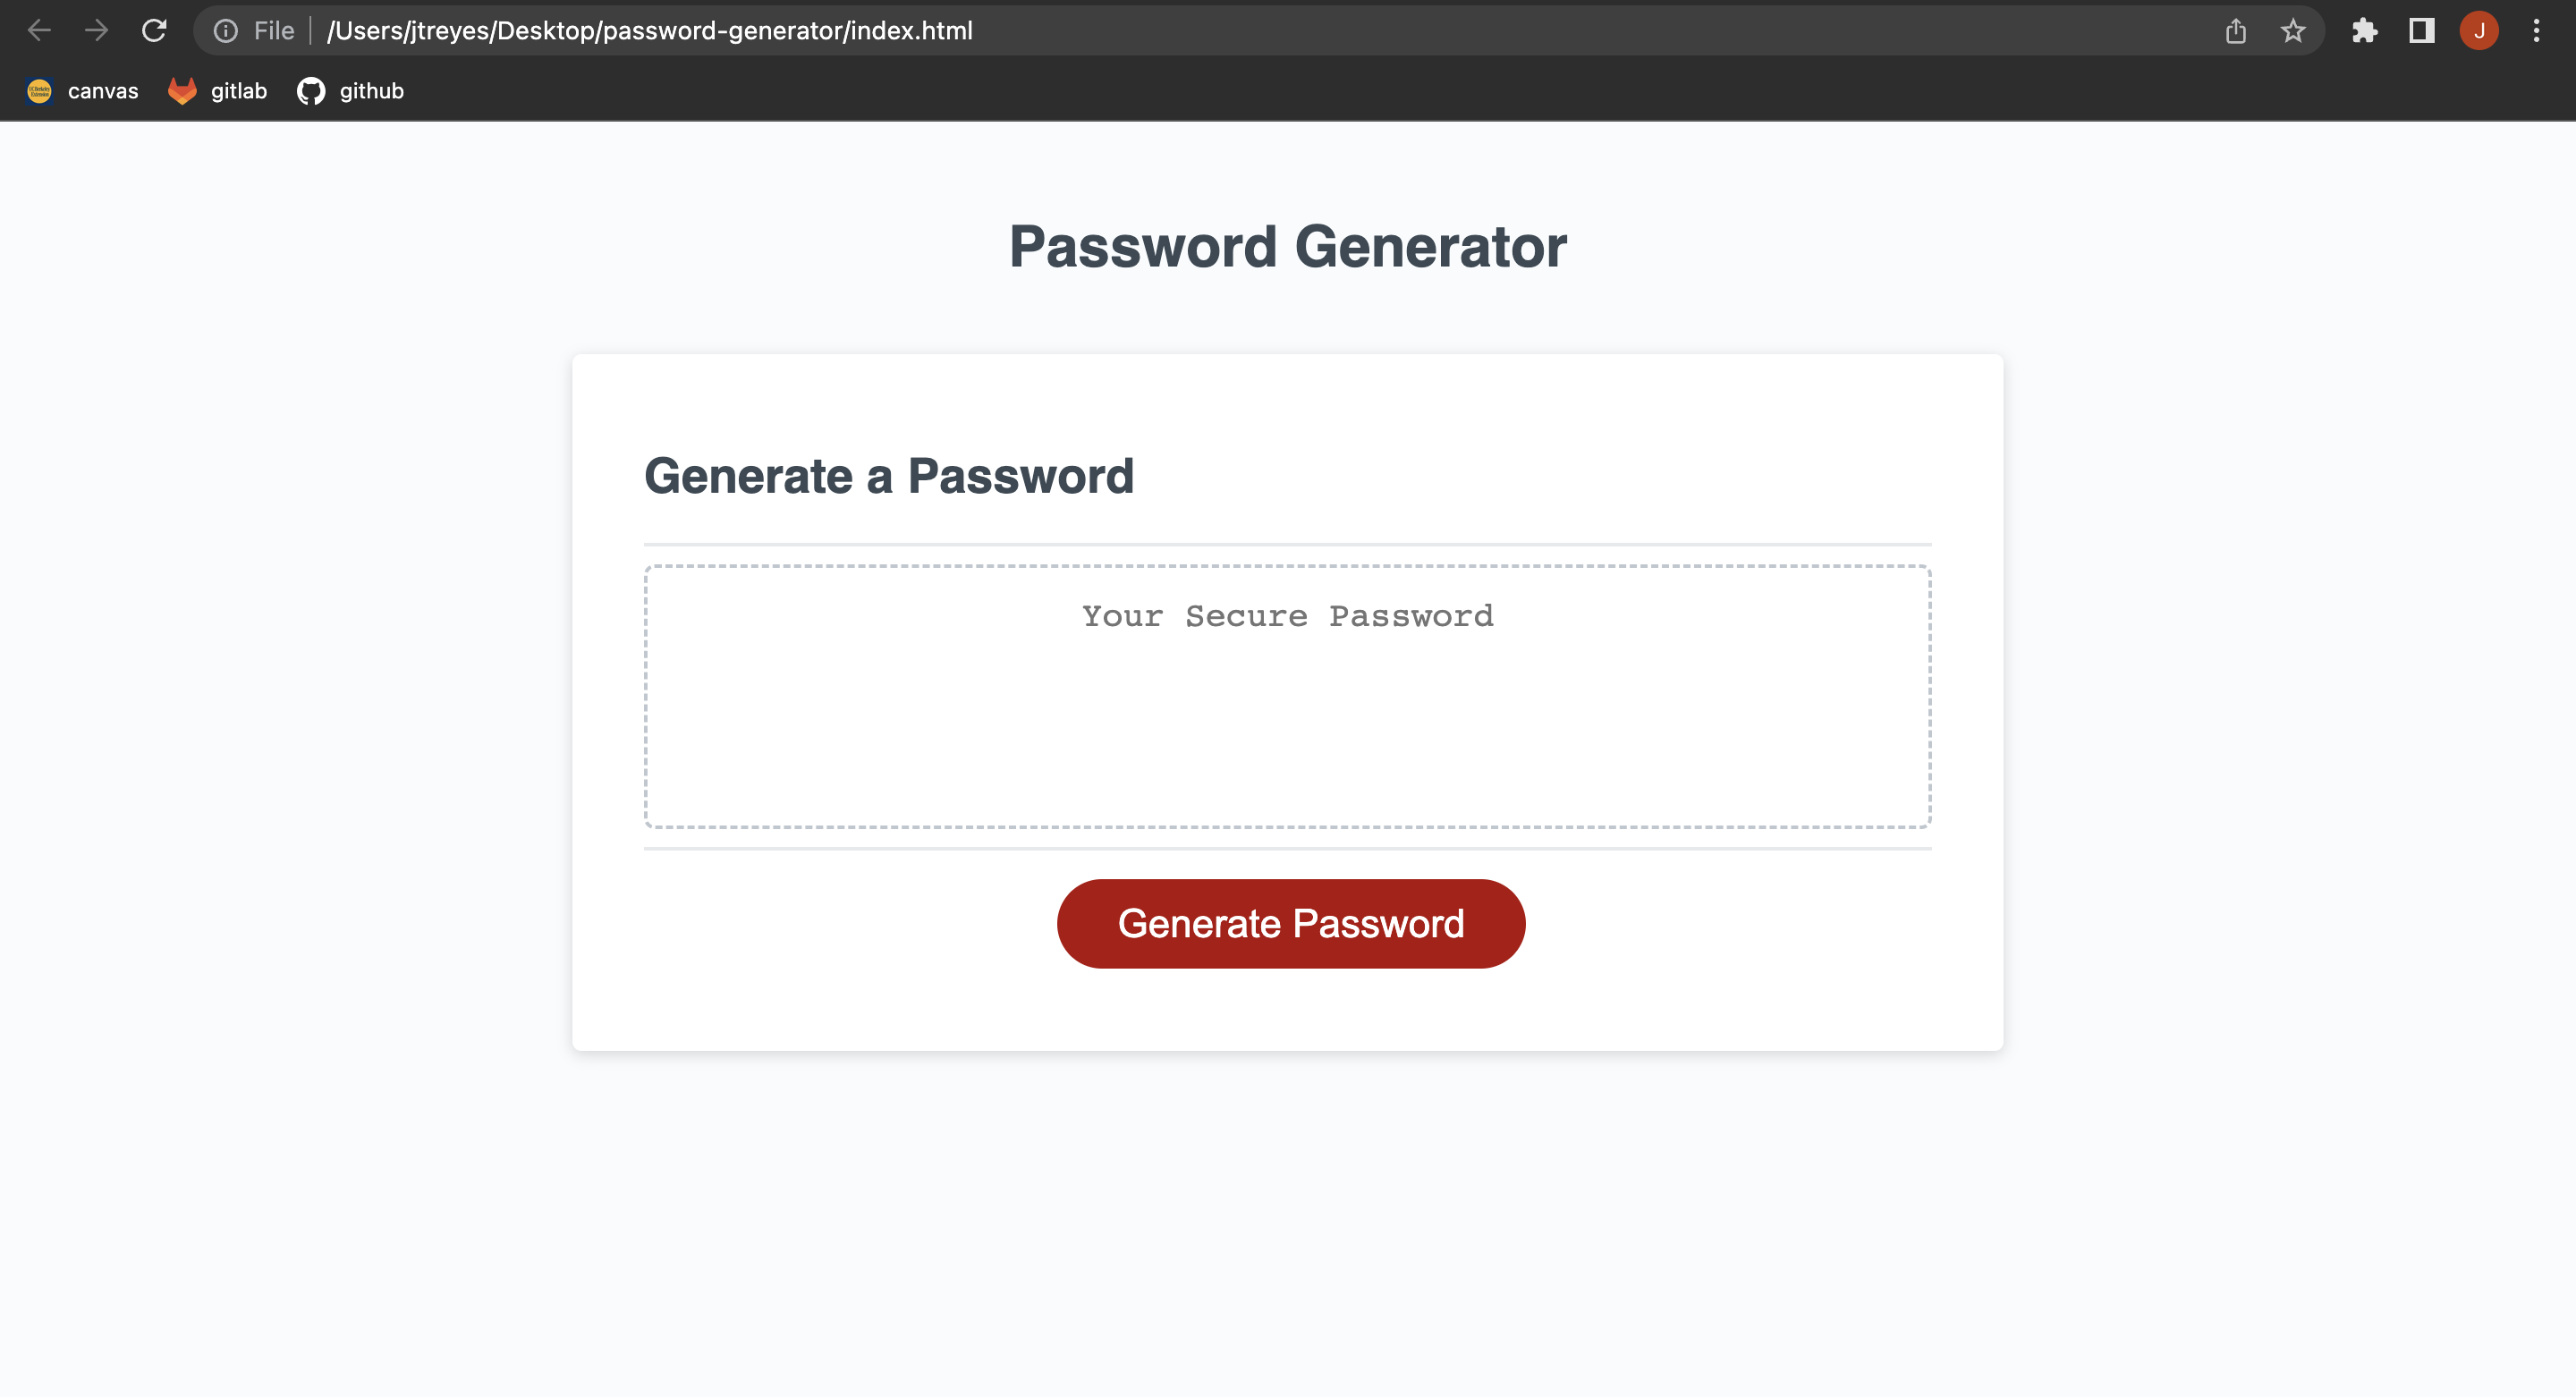 File /Users/jtreyes/Desktop/password-generator/index.html
J
canvas gitlab github
Password Generator
Generate a Password
Your Secure Password
Generate Password